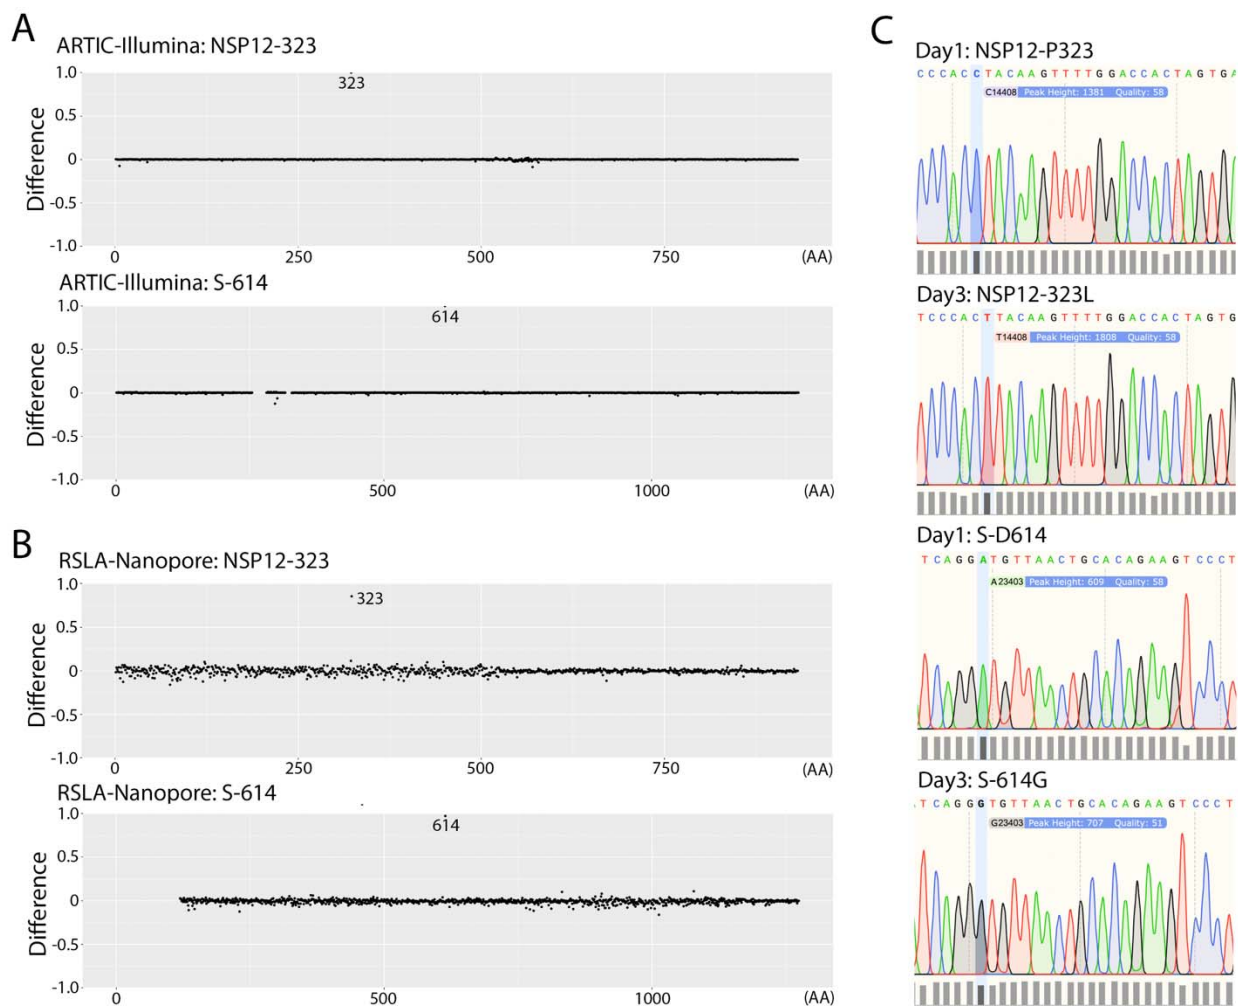 A
ARTIC-Illumina: NSP12-323
Difference
1.0
0.5
0
-0.5
-1.0
323
0 250 500 750 (AA)
ARTIC-Illumina: S-614
Difference
1.0
0.5
0
-0.5
-1.0
614
0 500 1000 (AA)
B
RSLA-Nanopore: NSP12-323
Difference
1.0
0.5
0
-0.5
-1.0
323
0 250 500 750 (AA)
RSLA-Nanopore: S-614
Difference
1.0
0.5
0
-0.5
-1.0
614
0 500 1000 (AA)
C
Day1: NSP12-P323
C C C A C C T A C A A G T T T T G G A C C A C T A G T G A
C14408 Peak Height: 1381 Quality: 58
Day3: NSP12-323L
T C C C A C T T A C A A G T T T T G G A C C A C T A G T G
T14408 Peak Height: 1808 Quality: 58
Day1: S-D614
T C A G G A T G T T A A C T G C A C A G A A G T C C C T
A23403 Peak Height: 609 Quality: 58
Day3: S-614G
T C A G G G T G T T A A C T G C A C A G A A G T C C C T
G23403 Peak Height: 707 Quality: 51